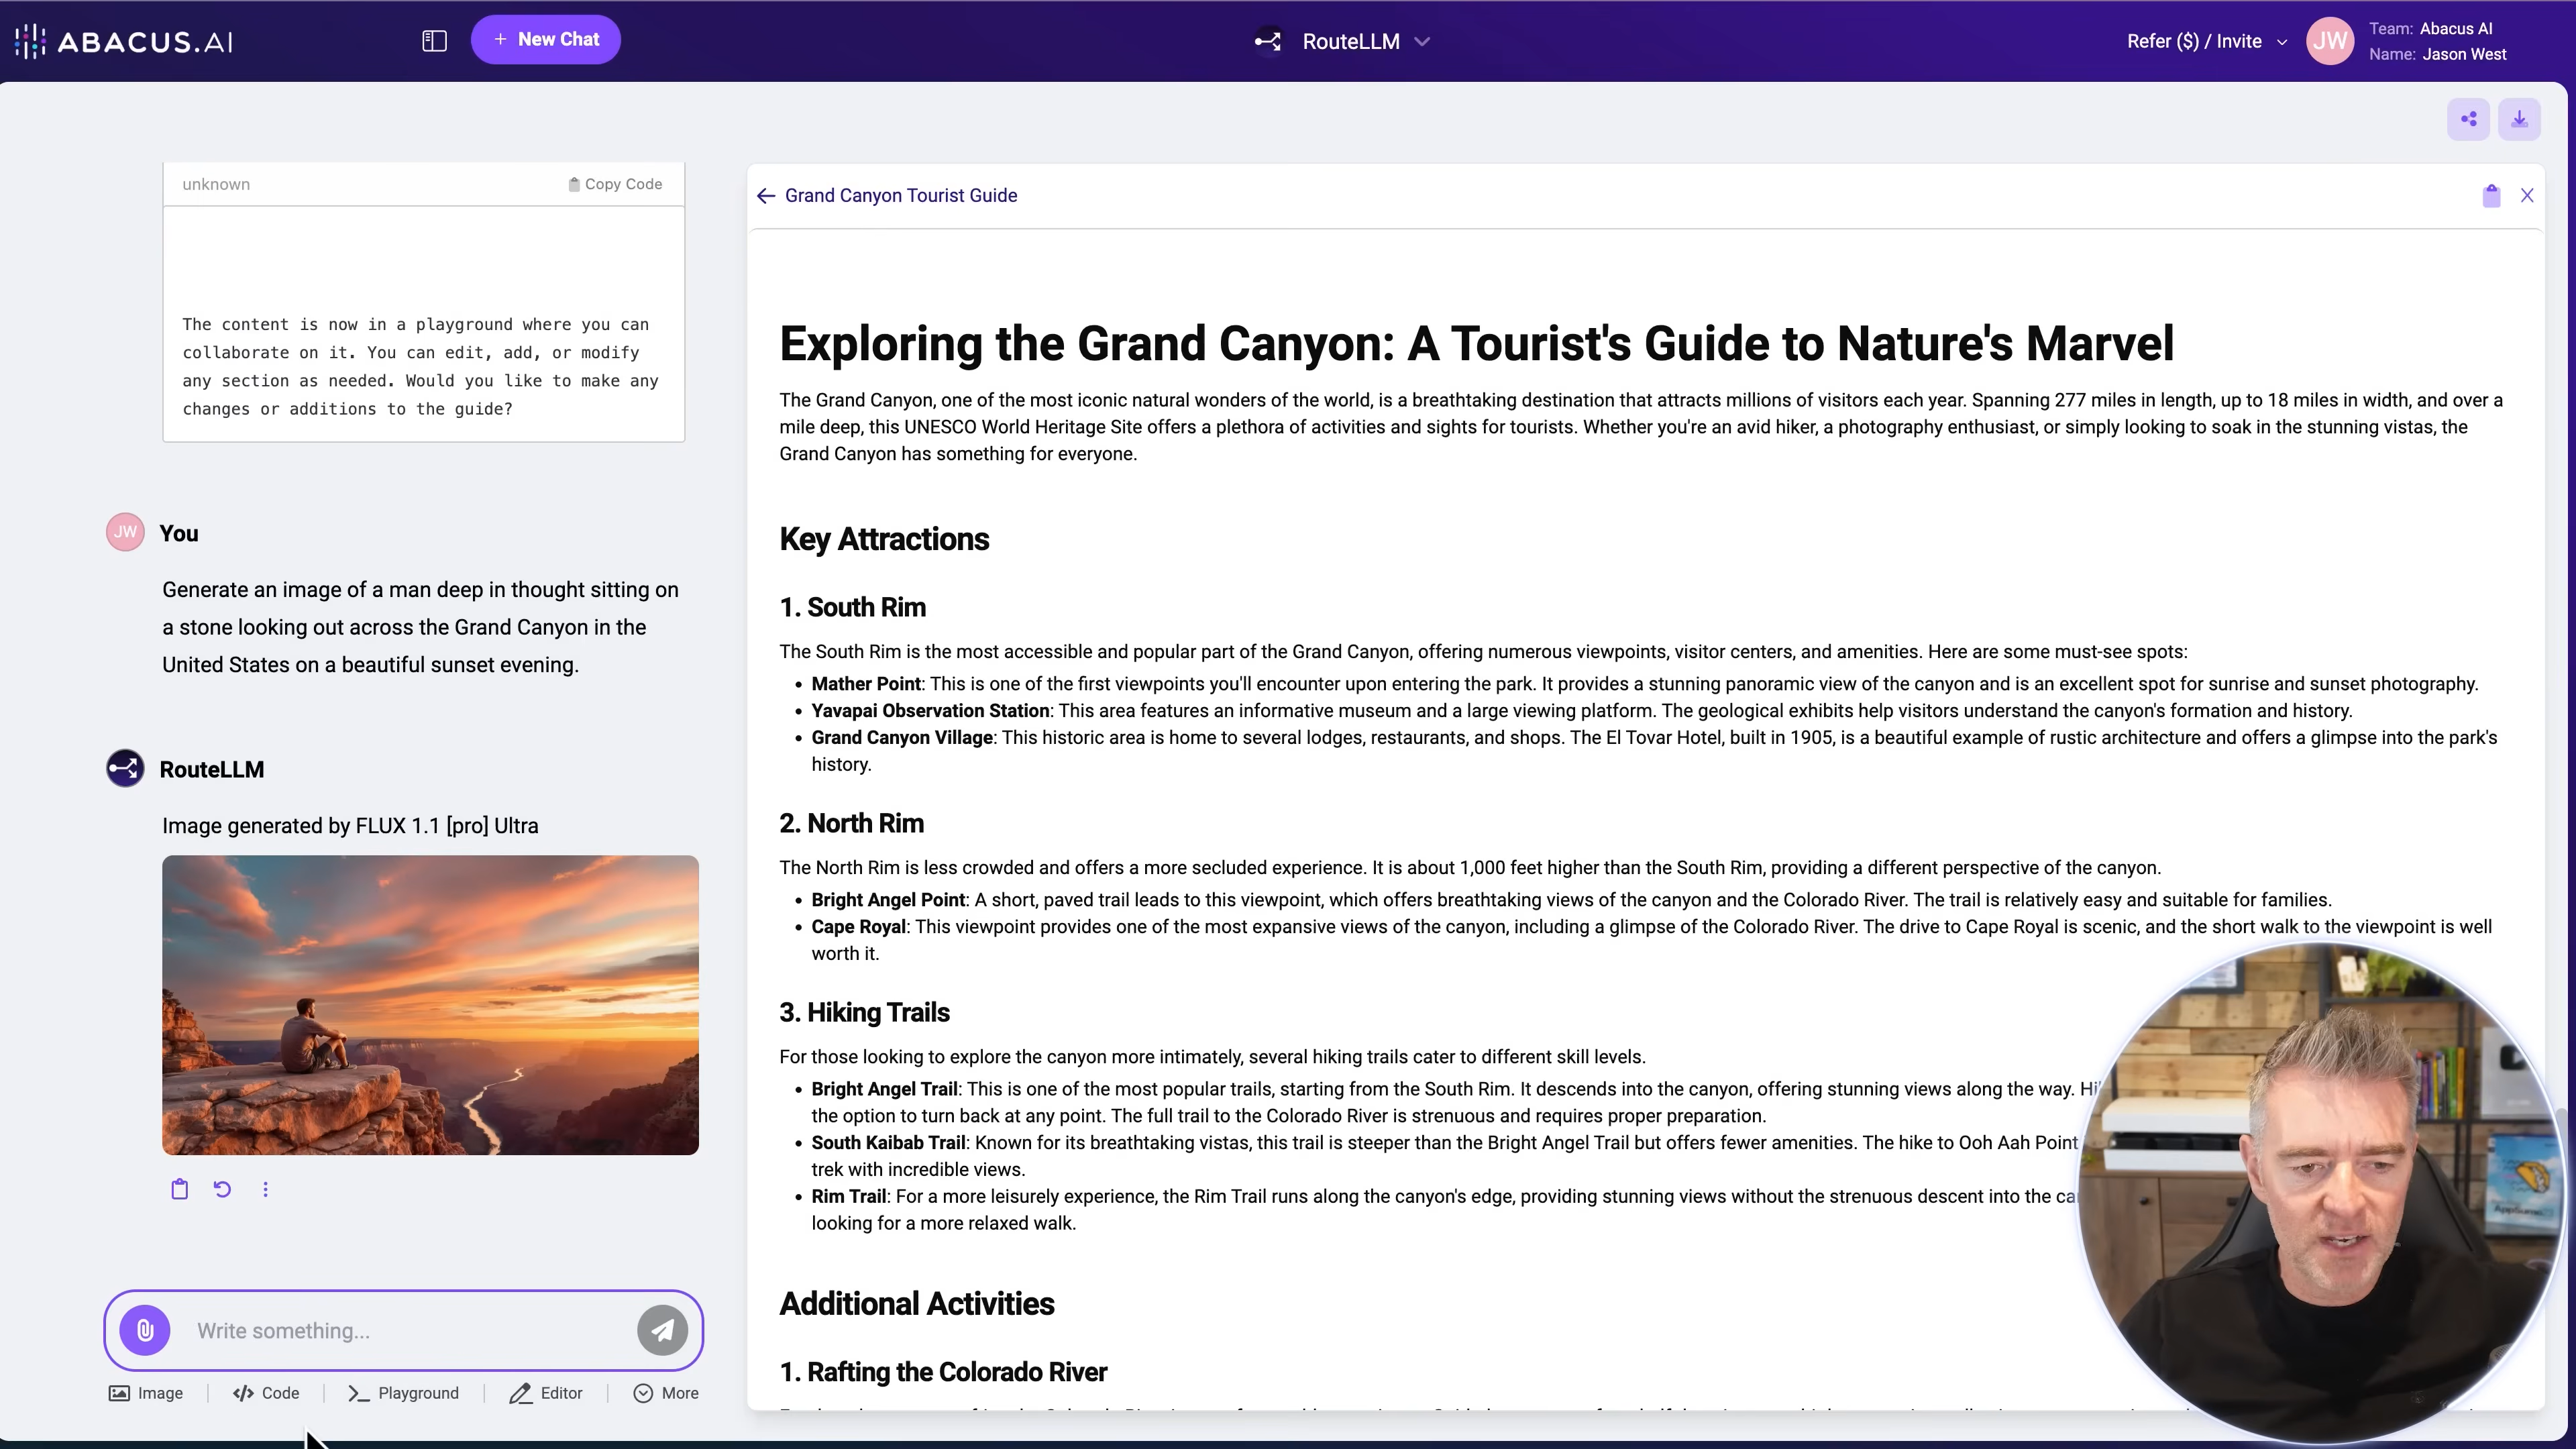 ABACUS.AI
New Chat
RouteLLM
Refer ($) / Invite
JW
Team: Abacus AI
Name: Jason West
unknown
Copy Code
The content is now in a playground where you can
collaborate on it. You can edit, add, or modify
any section as needed. Would you like to make any
changes or additions to the guide?
JW
You
Generate an image of a man deep in thought sitting on
a stone looking out across the Grand Canyon in the
United States on a beautiful sunset evening.
RouteLLM
Image generated by FLUX 1.1 [pro] Ultra
Write something...
Image
Code
Playground
Editor
More
Grand Canyon Tourist Guide
X
Exploring the Grand Canyon: A Tourist's Guide to Nature's Marvel
The Grand Canyon, one of the most iconic natural wonders of the world, is a breathtaking destination that attracts millions of visitors each year. Spanning 277 miles in length, up to 18 miles in width, and over a
mile deep, this UNESCO World Heritage Site offers a plethora of activities and sights for tourists. Whether you're an avid hiker, a photography enthusiast, or simply looking to soak in the stunning vistas, the
Grand Canyon has something for everyone.
Key Attractions
1. South Rim
The South Rim is the most accessible and popular part of the Grand Canyon, offering numerous viewpoints, visitor centers, and amenities. Here are some must-see spots:
• Mather Point: This is one of the first viewpoints you'll encounter upon entering the park. It provides a stunning panoramic view of the canyon and is an excellent spot for sunrise and sunset photography.
• Yavapai Observation Station: This area features an informative museum and a large viewing platform. The geological exhibits help visitors understand the canyon's formation and history.
• Grand Canyon Village: This historic area is home to several lodges, restaurants, and shops. The El Tovar Hotel, built in 1905, is a beautiful example of rustic architecture and offers a glimpse into the park's
history.
2. North Rim
The North Rim is less crowded and offers a more secluded experience. It is about 1,000 feet higher than the South Rim, providing a different perspective of the canyon.
• Bright Angel Point: A short, paved trail leads to this viewpoint, which offers breathtaking views of the canyon and the Colorado River. The trail is relatively easy and suitable for families.
• Cape Royal: This viewpoint provides one of the most expansive views of the canyon, including a glimpse of the Colorado River. The drive to Cape Royal is scenic, and the short walk to the viewpoint is well
worth it.
3. Hiking Trails
For those looking to explore the canyon more intimately, several hiking trails cater to different skill levels.
• Bright Angel Trail: This is one of the most popular trails, starting from the South Rim. It descends into the canyon, offering stunning views along the way.
the option to turn back at any point. The full trail to the Colorado River is strenuous and requires proper preparation.
• South Kaibab Trail: Known for its breathtaking vistas, this trail is steeper than the Bright Angel Trail but offers fewer amenities. The hike to Ooh Aah Point
trek with incredible views.
• Rim Trail: For a more leisurely experience, the Rim Trail runs along the canyon's edge, providing stunning views without the strenuous descent into the
looking for a more relaxed walk.
Additional Activities
1. Rafting the Colorado River